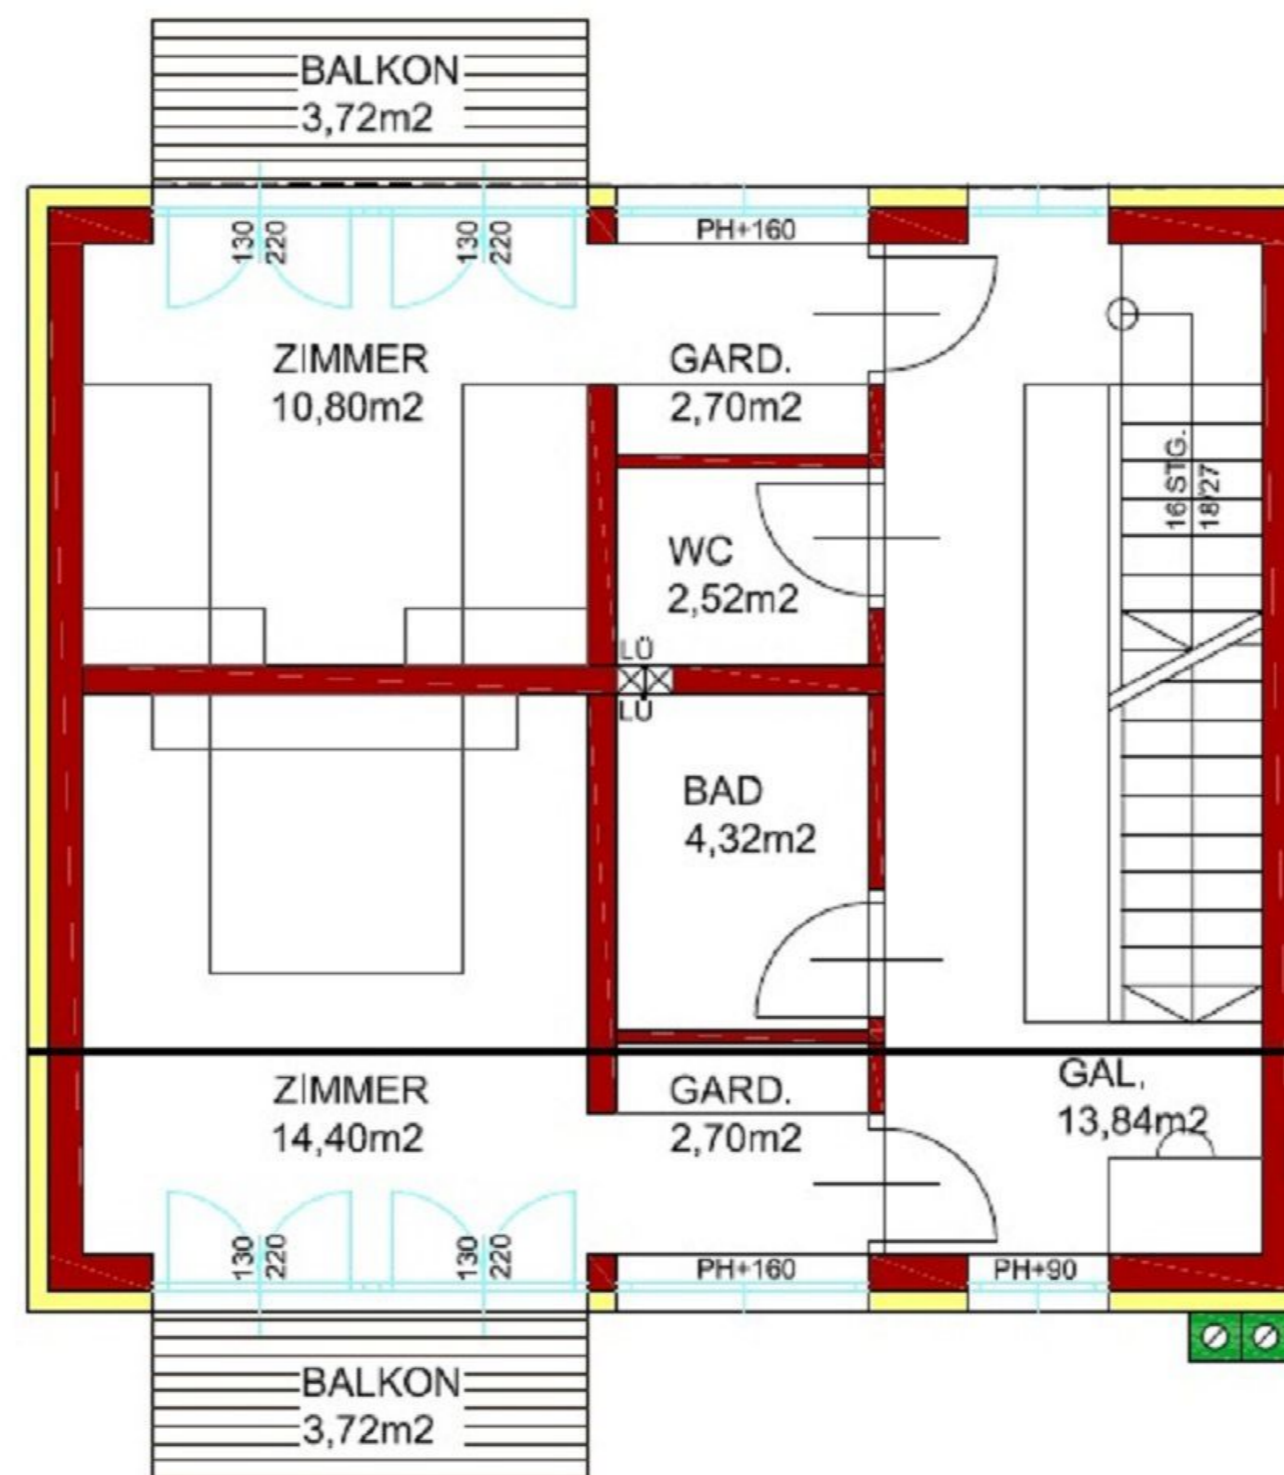 BALKON
3,72m2
130
220
130
220
PH+160
ZIMMER
10,80m2
GARD.
2,70m2
16 STG.
18/27
WC
2,52m2
LÜ
LÜ
BAD
4,32m2
ZIMMER
14,40m2
GARD.
2,70m2
GAL.
13,84m2
130
220
130
220
PH+160
PH+90
BALKON
3,72m2